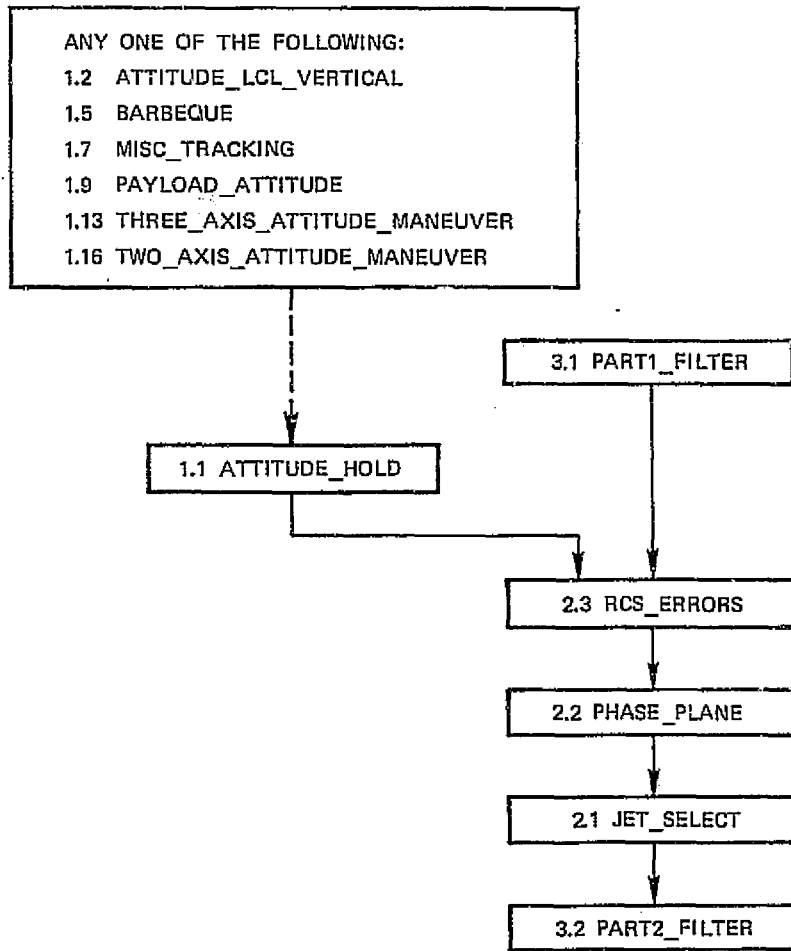 ANY ONE OF THE FOLLOWING:
1.2 ATTITUDE_LCL_VERTICAL
1.5 BARBEQUE
1.7 MISC_TRACKING
1.9 PAYLOAD_ATTITUDE
1.13 THREE_AXIS_ATTITUDE_MANEUVER
1.16 TWO_AXIS_ATTITUDE_MANEUVER
3.1 PART1_FILTER
1.1 ATTITUDE_HOLD
2.3 RCS_ERRORS
2.2 PHASE_PLANE
2.1 JET_SELECT
3.2 PART2_FILTER